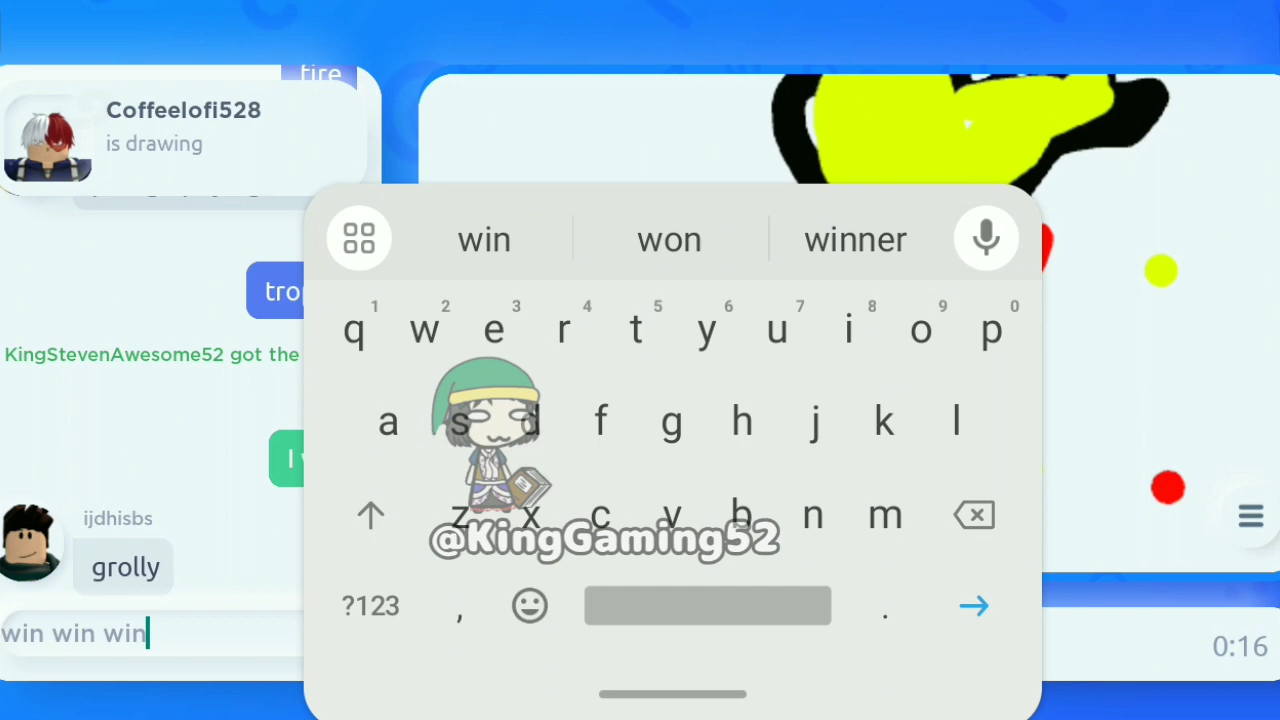 tire
Coffeelofi528
is drawing
win won winner
1 2 3 4 5 6 7 8 9 0
q w e r t y u i o p
KingStevenAwesome52 got the
a s d f g h j k l
ijdhisbs
z x c v b n m
@KingGaming52
grolly
?123 , .
win win win
0:16